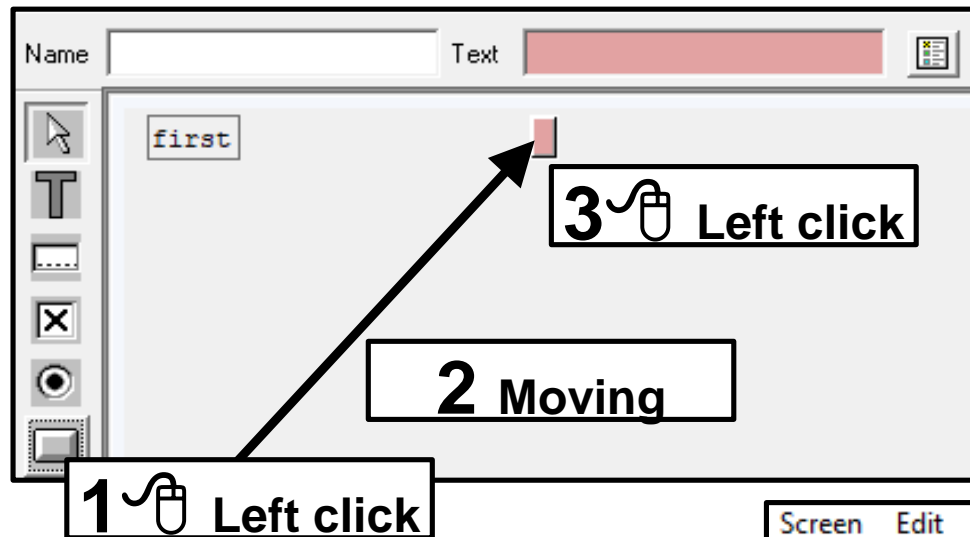 Name Text
first
3 Left click
2 Moving
1 Left click
Screen Edit